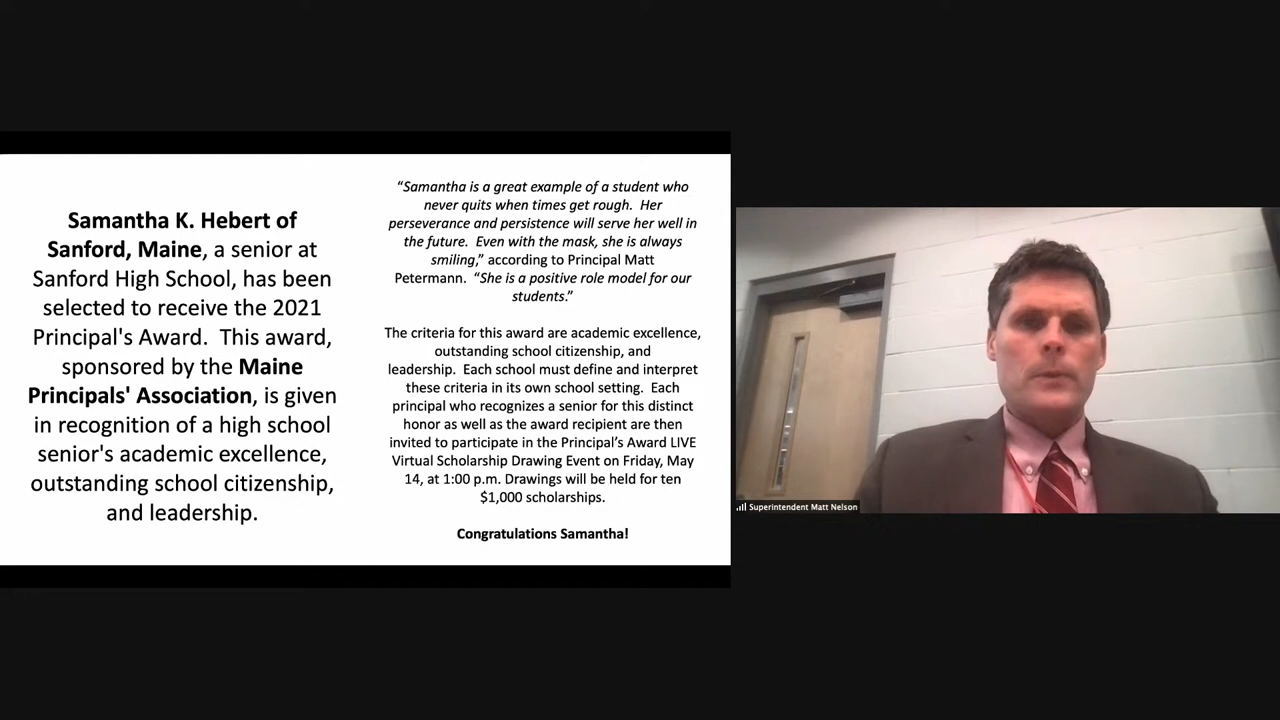 Samantha K. Hebert of
Sanford, Maine, a senior at
Sanford High School, has been
selected to receive the 2021
Principal's Award.  This award,
sponsored by the Maine
Principals' Association, is given
in recognition of a high school
senior's academic excellence,
outstanding school citizenship,
and leadership.
“Samantha is a great example of a student who
never quits when times get rough.  Her
perseverance and persistence will serve her well in
the future.  Even with the mask, she is always
smiling,” according to Principal Matt
Petermann.  “She is a positive role model for our
students.”
The criteria for this award are academic excellence,
outstanding school citizenship, and
leadership.  Each school must define and interpret
these criteria in its own school setting.  Each
principal who recognizes a senior for this distinct
honor as well as the award recipient are then
invited to participate in the Principal’s Award LIVE
Virtual Scholarship Drawing Event on Friday, May
14, at 1:00 p.m. Drawings will be held for ten
$1,000 scholarships.
Congratulations Samantha!
Superintendent Matt Nelson